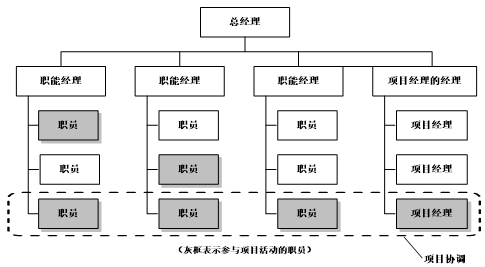 总经理
职能经理 职能经理 职能经理 项目经理的经理
职员 职员 职员 项目经理
职员 职员 职员 项目经理
职员 职员 职员 项目经理
（灰框表示参与项目活动的职员）
项目协调